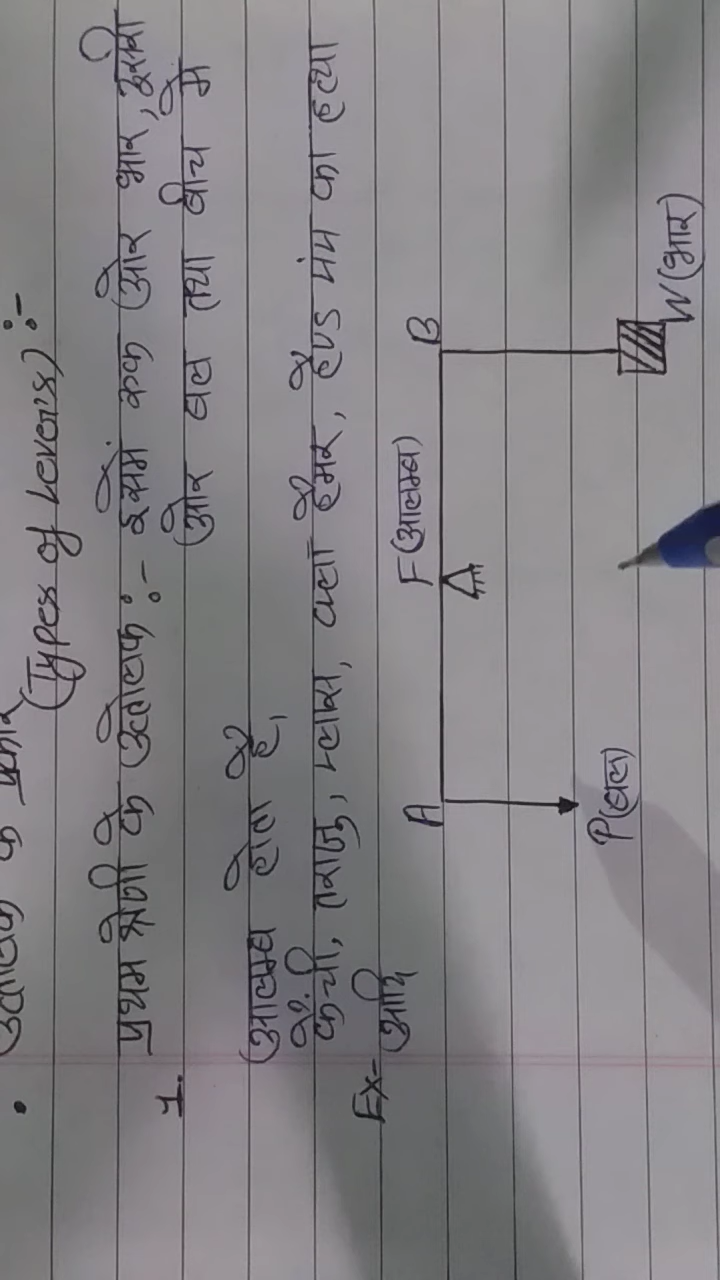 • उत्तोलक के प्रकार
(Types of Levers) :-
1. प्रथम श्रेणी के उत्तोलक :- इसमें एक ओर भार, दूसरी
ओर बल तथा बीच में
आलम्ब होता है।
Ex- कैंची, तराजू, प्लास, क्लॉ हैमर, हैण्ड पंप का हत्था
आदि
A F(आलम्ब) B
P(बल) W(भार)